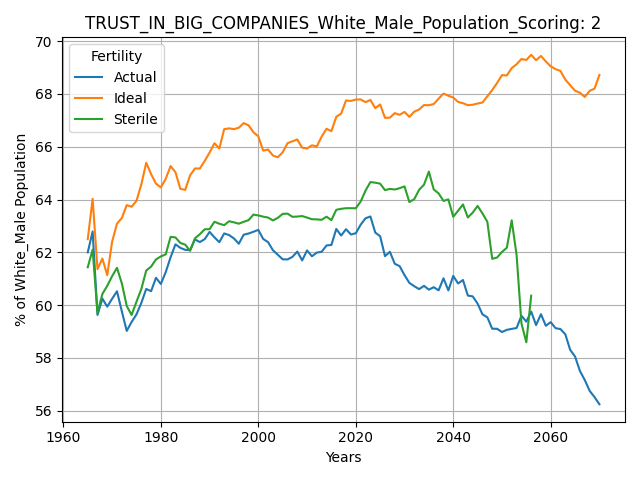 TRUST_IN_BIG_COMPANIES_White_Male_Population_Scoring: 2
Fertility
Actual
Ideal
Sterile
% of White_Male Population
70
68
66
64
62
60
58
56
1960 1980 2000 2020 2040 2060
Years